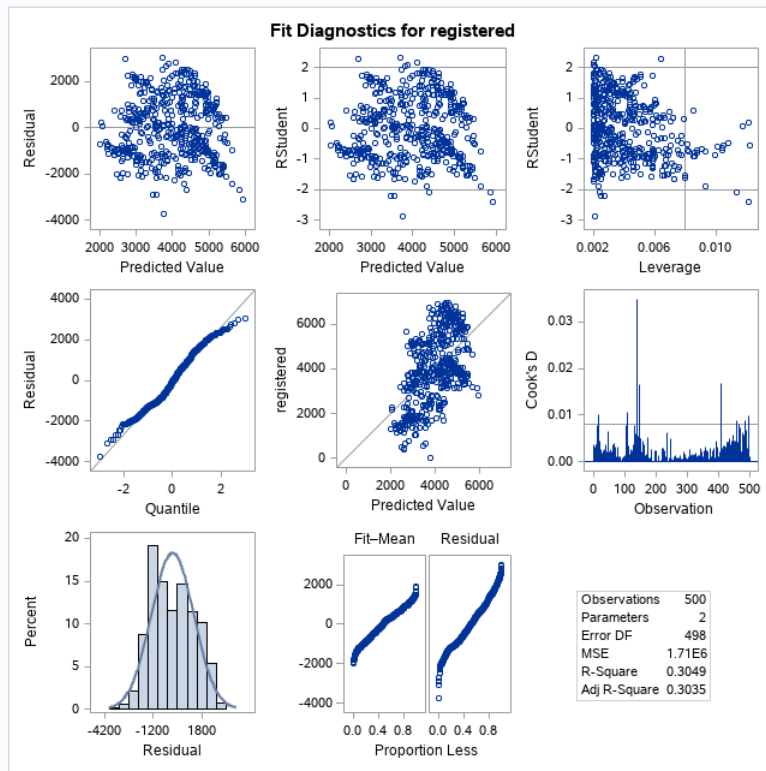 Fit Diagnostics for registered
Residual
2000
0
-2000
-4000
2000 3000 4000 5000 6000
Predicted Value
RStudent
2
1
0
-1
-2
-3
2000 3000 4000 5000 6000
Predicted Value
RStudent
2
1
0
-1
-2
-3
0.002 0.006 0.010
Leverage
Residual
4000
2000
0
-2000
-4000
-2 0 2
Quantile
registered
6000
4000
2000
0
0 2000 4000 6000
Predicted Value
Cook's D
0.03
0.02
0.01
0.00
0 100 200 300 400 500
Observation
Percent
20
15
10
5
0
-4200 -1200 1800
Residual
Fit–Mean Residual
2000
0
-2000
-4000
0.0 0.4 0.8 0.0 0.4 0.8
Proportion Less
Observations 500
Parameters 2
Error DF 498
MSE 1.71E6
R-Square 0.3049
Adj R-Square 0.3035